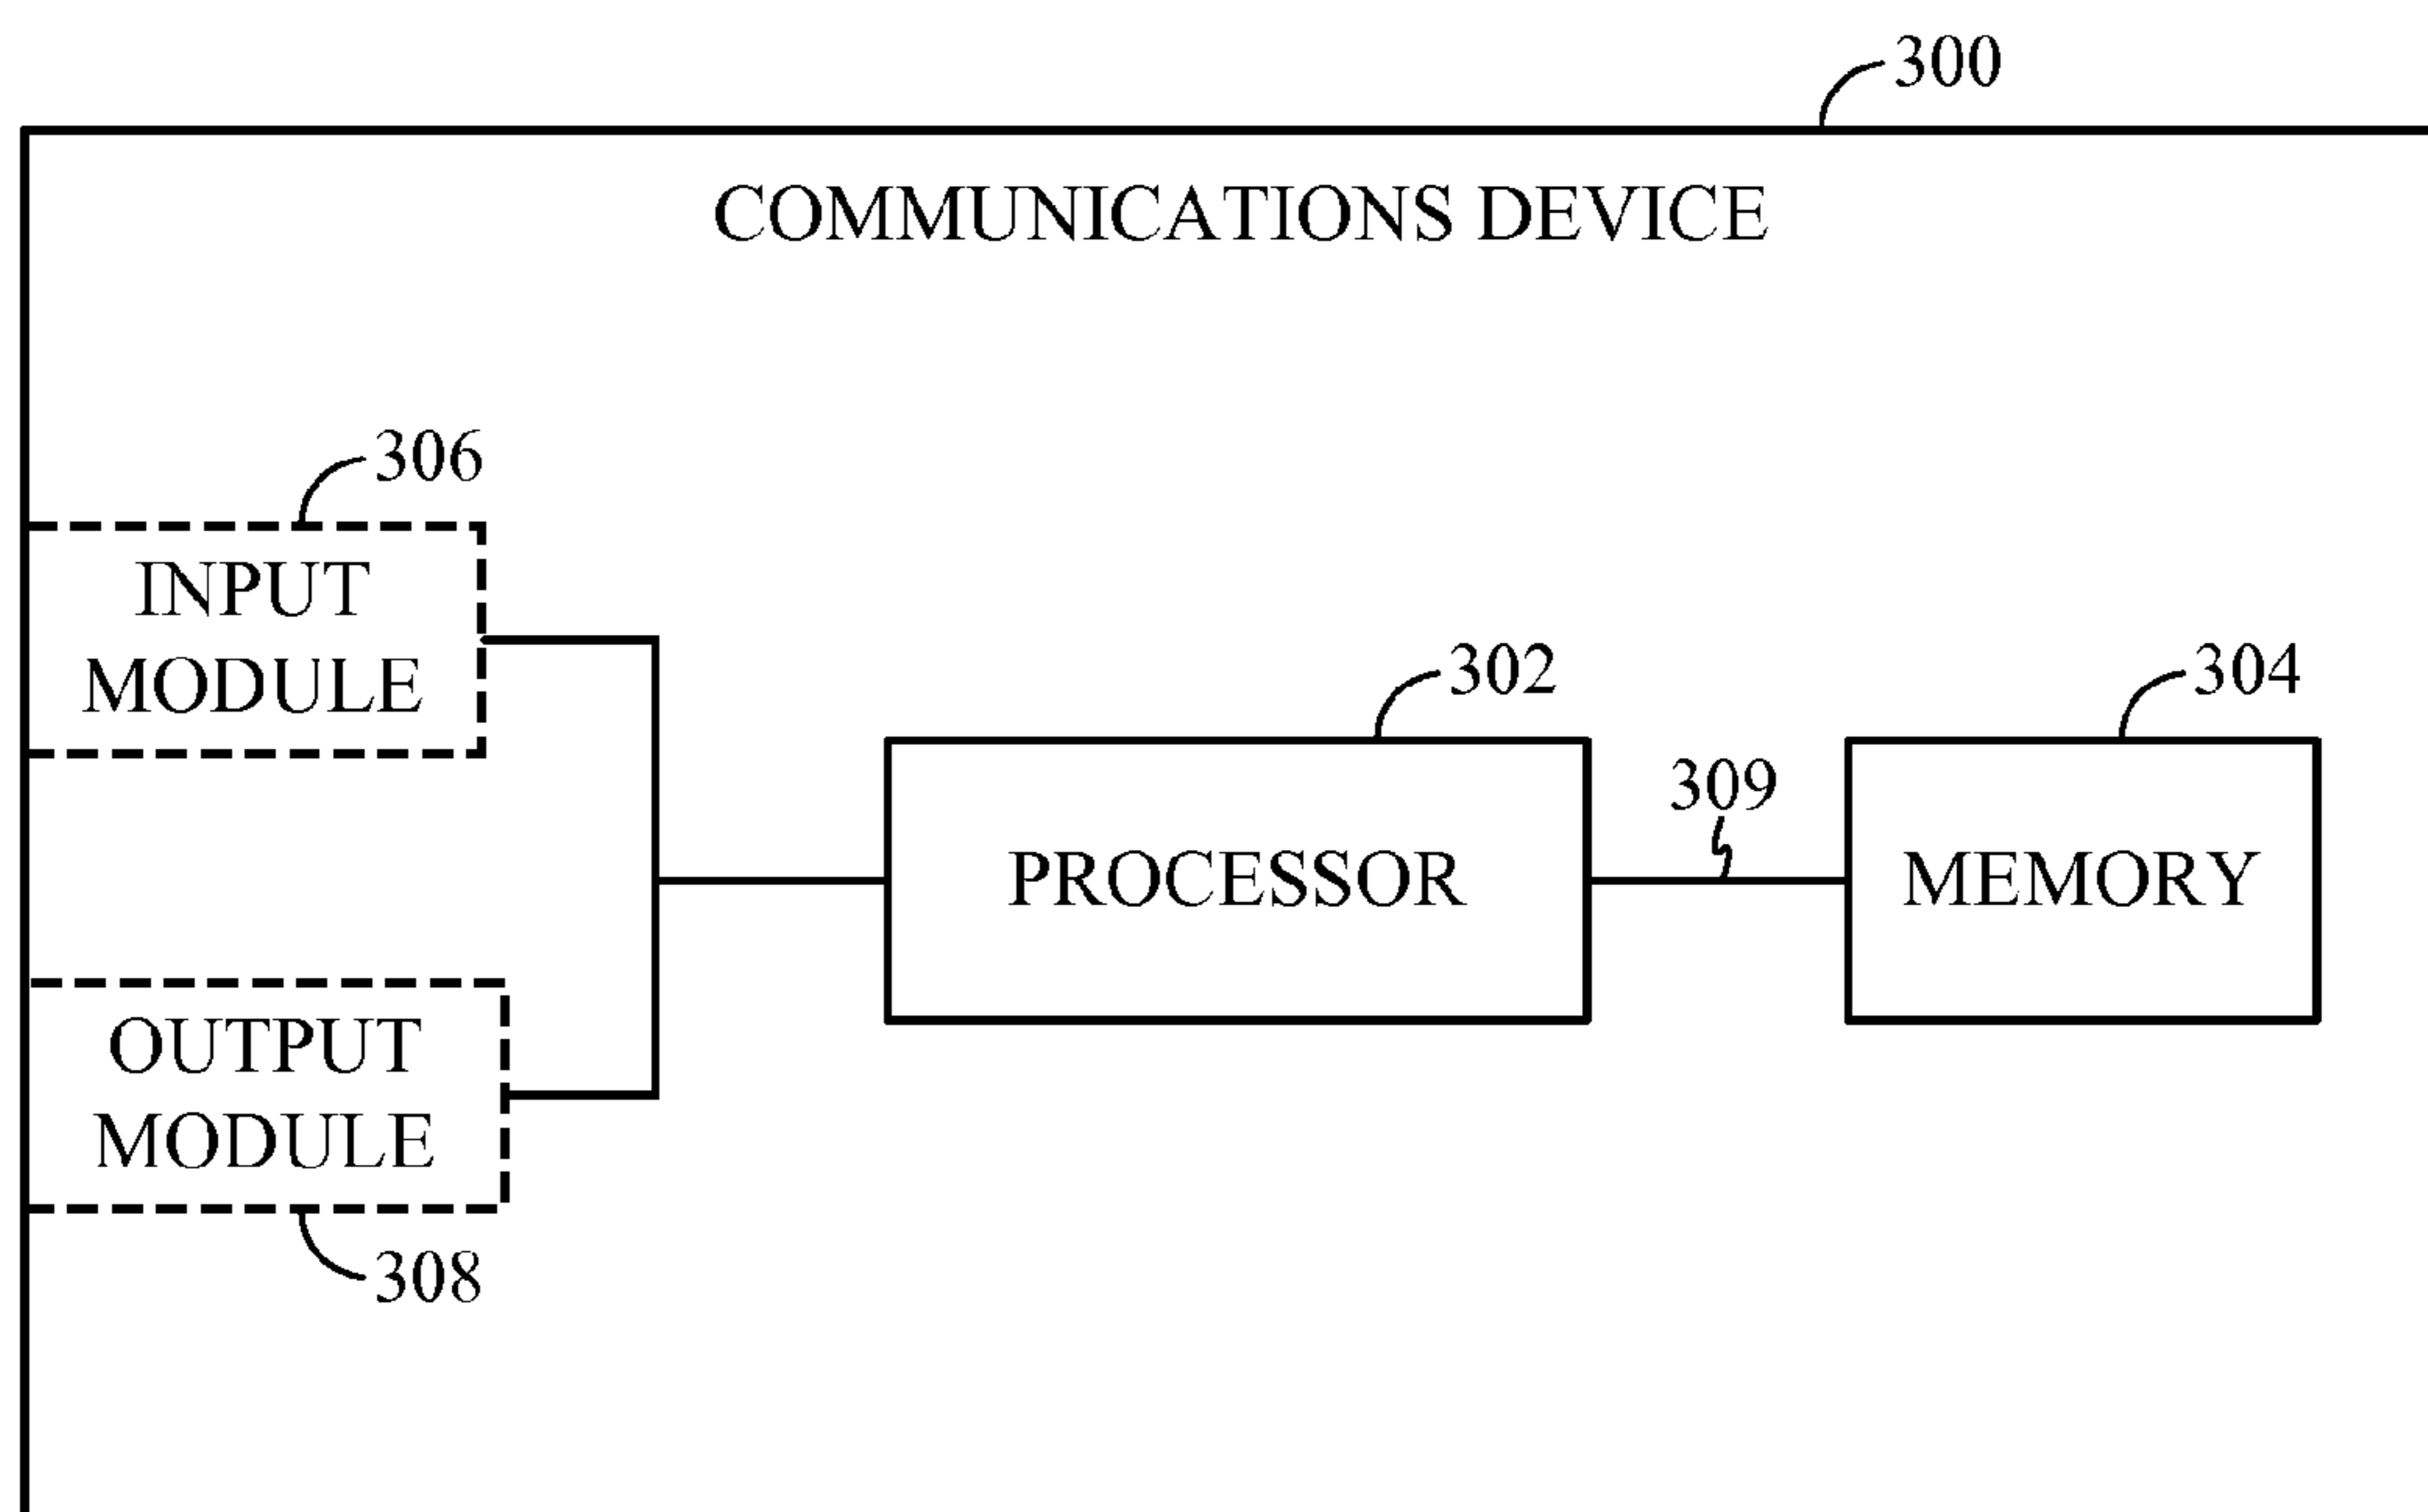 300
COMMUNICATIONS DEVICE
306
INPUT
MODULE
302
304
309
PROCESSOR
MEMORY
OUTPUT
MODULE
308